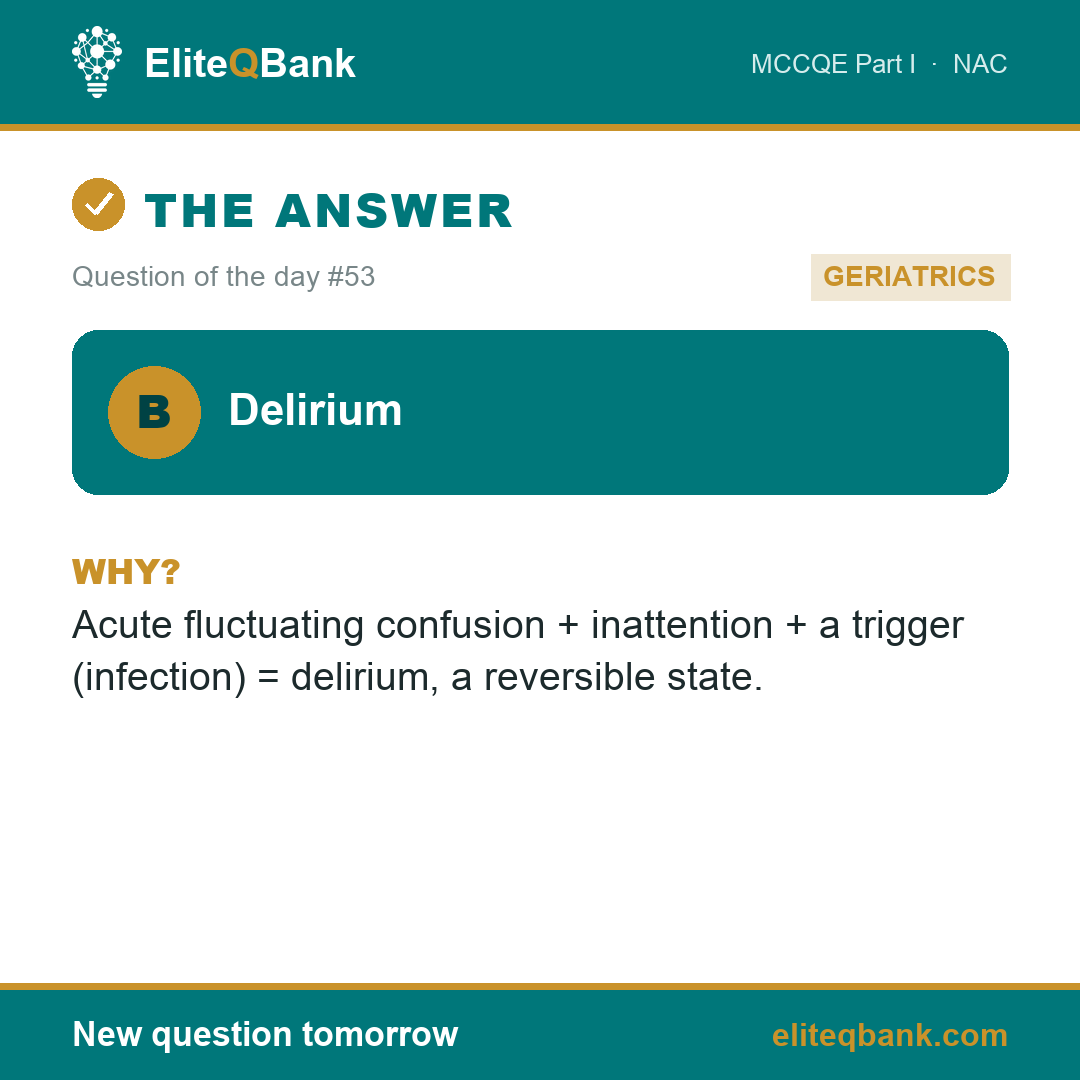 EliteQBank
MCCQE Part I · NAC
THE ANSWER
Question of the day #53
GERIATRICS
B
Delirium
WHY?
Acute fluctuating confusion + inattention + a trigger
(infection) = delirium, a reversible state.
New question tomorrow
eliteqbank.com